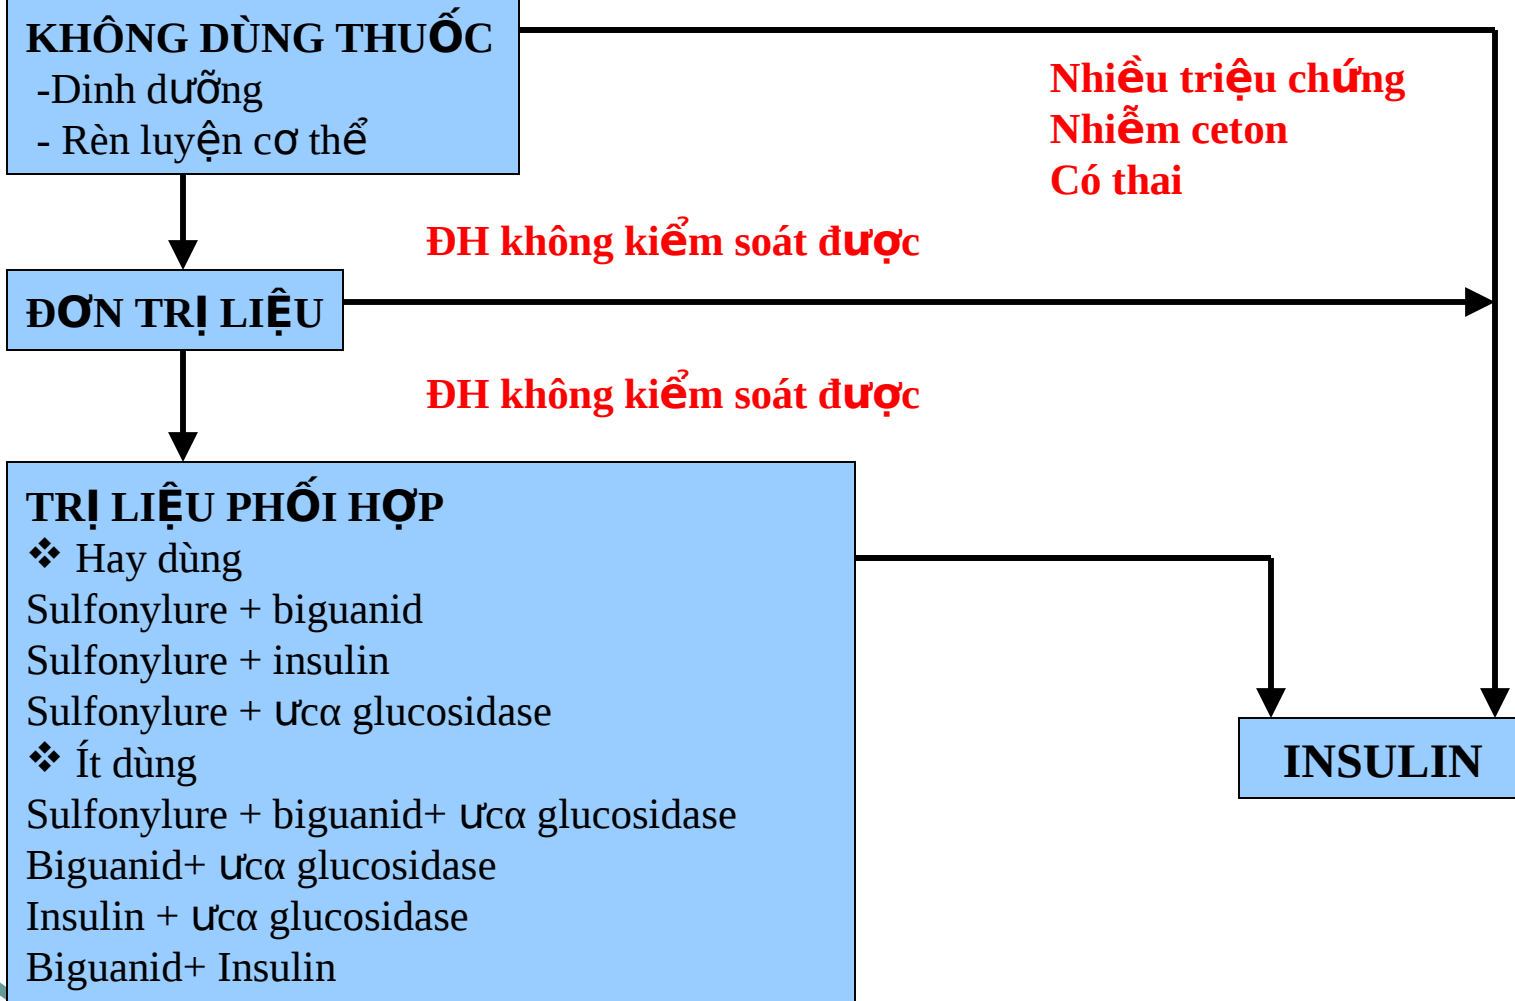 KHÔNG DÙNG THUỐC
-Dinh dưỡng
- Rèn luyện cơ thể
Nhiều triệu chứng
Nhiễm ceton
Có thai
ĐH không kiểm soát được
ĐƠN TRỊ LIỆU
ĐH không kiểm soát được
TRỊ LIỆU PHỐI HỢP
❖ Hay dùng
Sulfonylure + biguanid
Sulfonylure + insulin
Sulfonylure + ưcα glucosidase
❖ Ít dùng
Sulfonylure + biguanid+ ưcα glucosidase
Biguanid+ ưcα glucosidase
Insulin + ưcα glucosidase
Biguanid+ Insulin
INSULIN